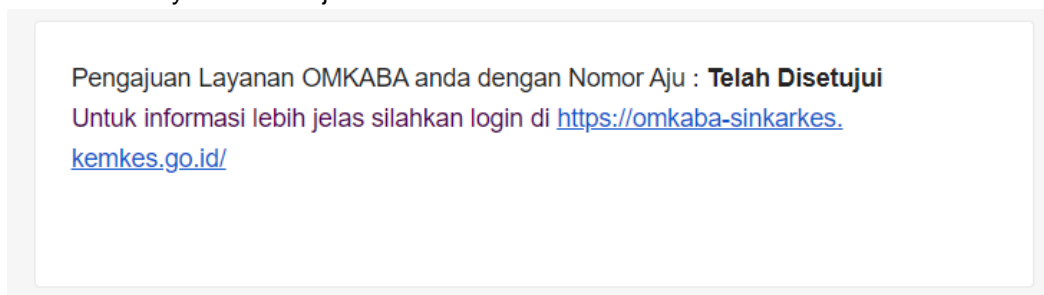 Pengajuan Layanan OMKABA anda dengan Nomor Aju : Telah Disetujui
Untuk informasi lebih jelas silahkan login di https://omkaba-sinkarkes.
kemkes.go.id/